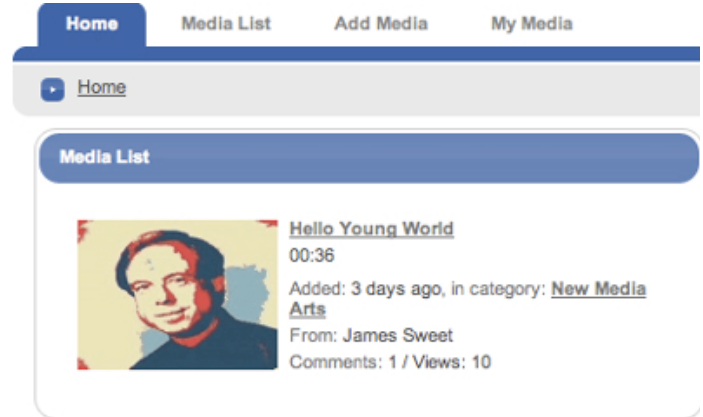 Home Media List Add Media My Media
Home
Media List
Hello Young World
00:36
Added: 3 days ago, in category: New Media
Arts
From: James Sweet
Comments: 1 / Views: 10